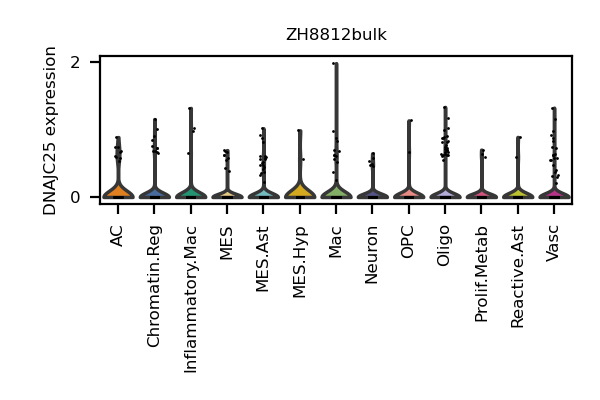 ZH8812bulk
DNAJC25 expression
2
0
AC
Chromatin.Reg
Inflammatory.Mac
MES
MES.Ast
MES.Hyp
Mac
Neuron
OPC
Oligo
Prolif.Metab
Reactive.Ast
Vasc